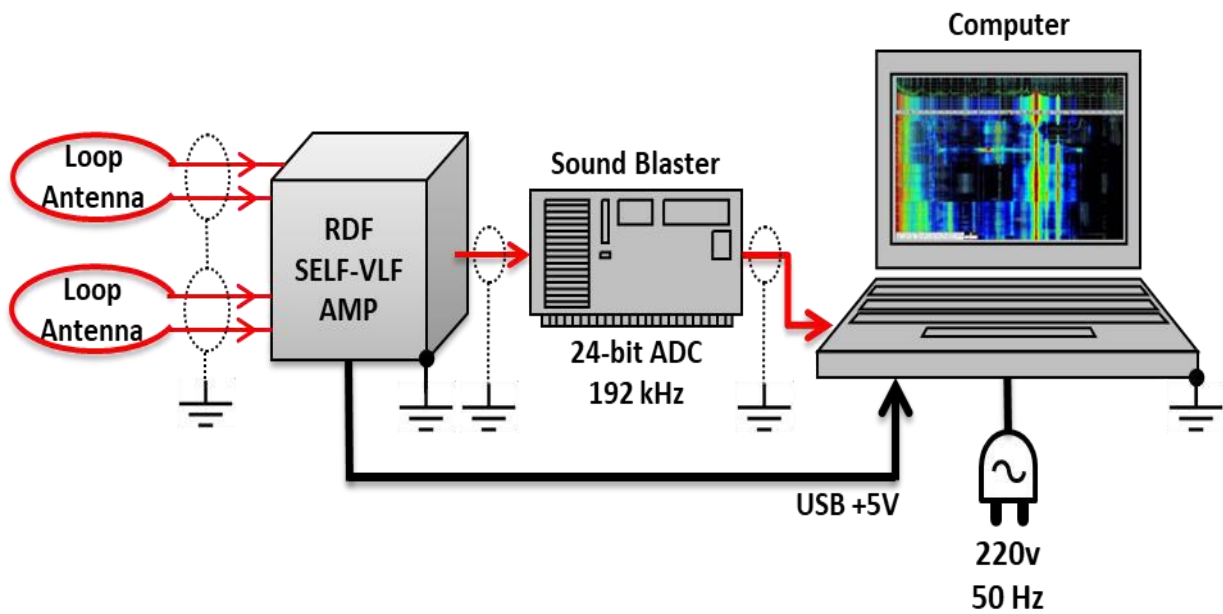 Computer
Loop
Antenna
Sound Blaster
RDF
SELF-VLF
AMP
Loop
Antenna
24-bit ADC
192 kHz
USB +5V
220v
50 Hz